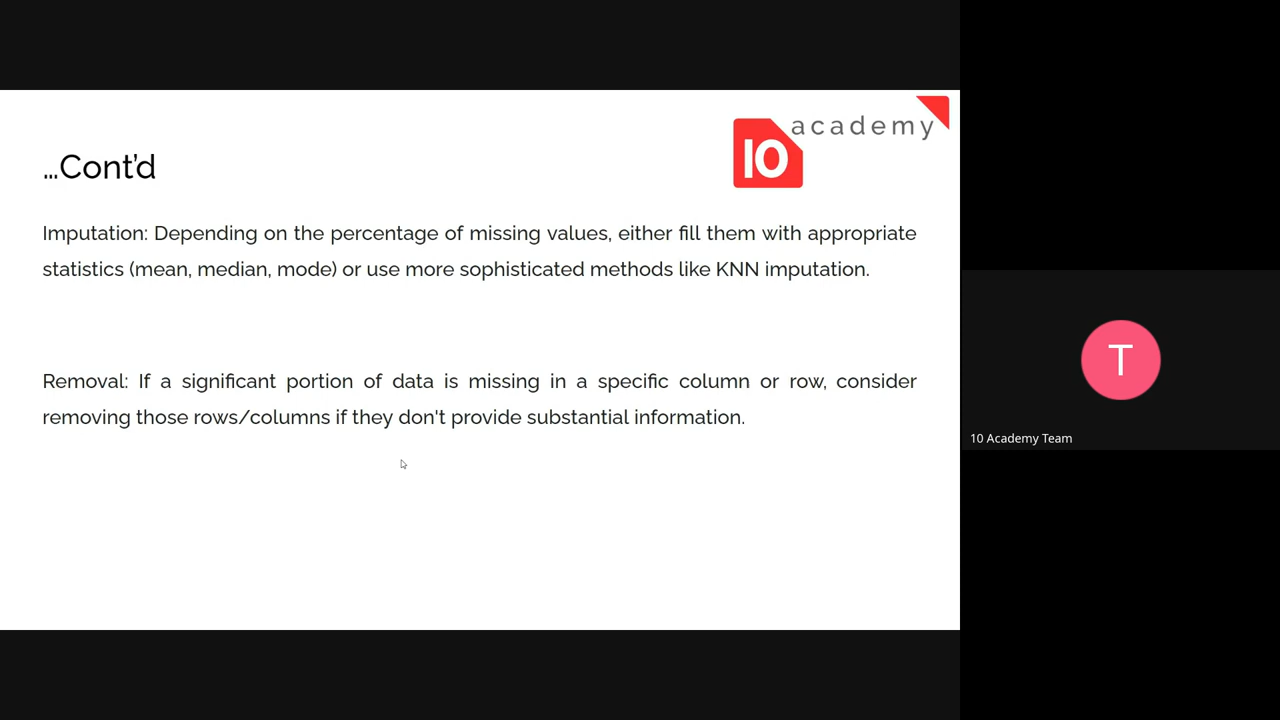 academy
10
...Cont'd
Imputation: Depending on the percentage of missing values, either fill them with appropriate
statistics (mean, median, mode) or use more sophisticated methods like KNN imputation.
Removal: If a significant portion of data is missing in a specific column or row, consider
removing those rows/columns if they don't provide substantial information.
T
10 Academy Team